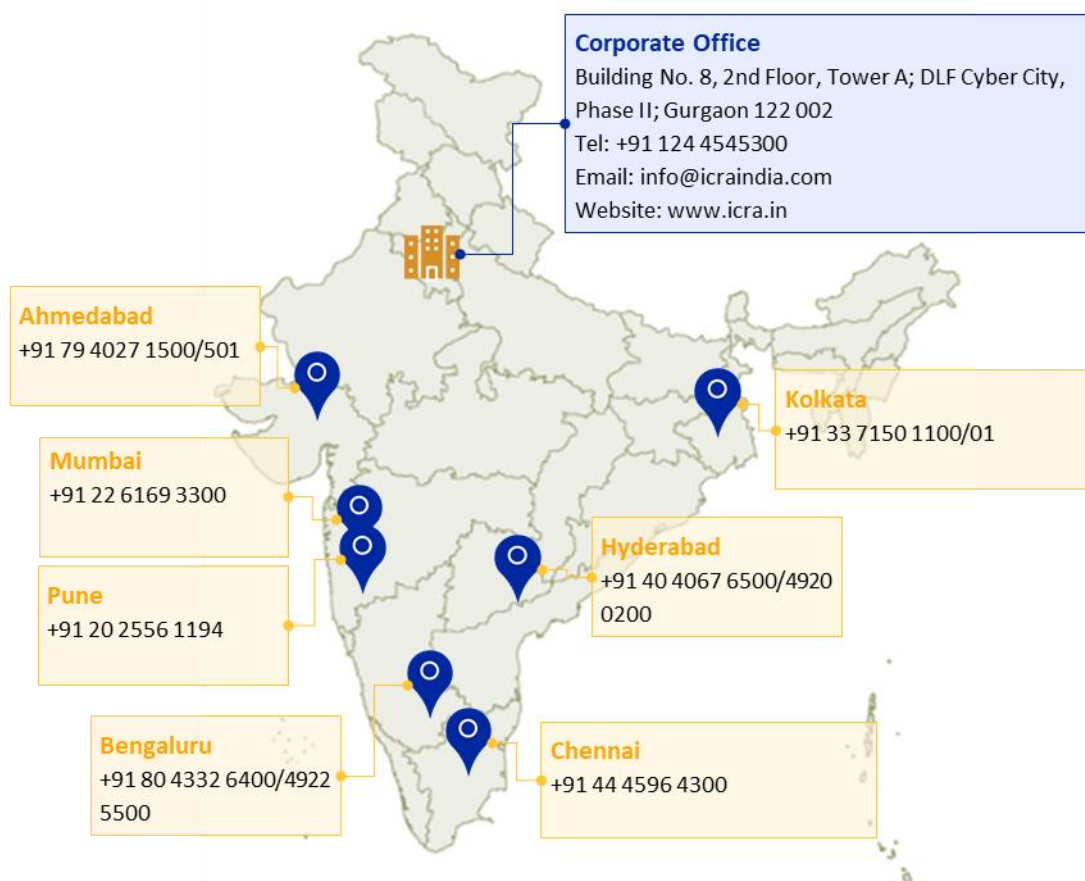 Corporate Office
Building No. 8, 2nd Floor, Tower A; DLF Cyber City,
Phase II; Gurgaon 122 002
Tel: +91 124 4545300
Email: info@icraindia.com
Website: www.icra.in
Ahmedabad
+91 79 4027 1500/501
Kolkata
+91 33 7150 1100/01
Mumbai
+91 22 6169 3300
Hyderabad
+91 40 4067 6500/4920
0200
Pune
+91 20 2556 1194
Bengaluru
+91 80 4332 6400/4922
5500
Chennai
+91 44 4596 4300